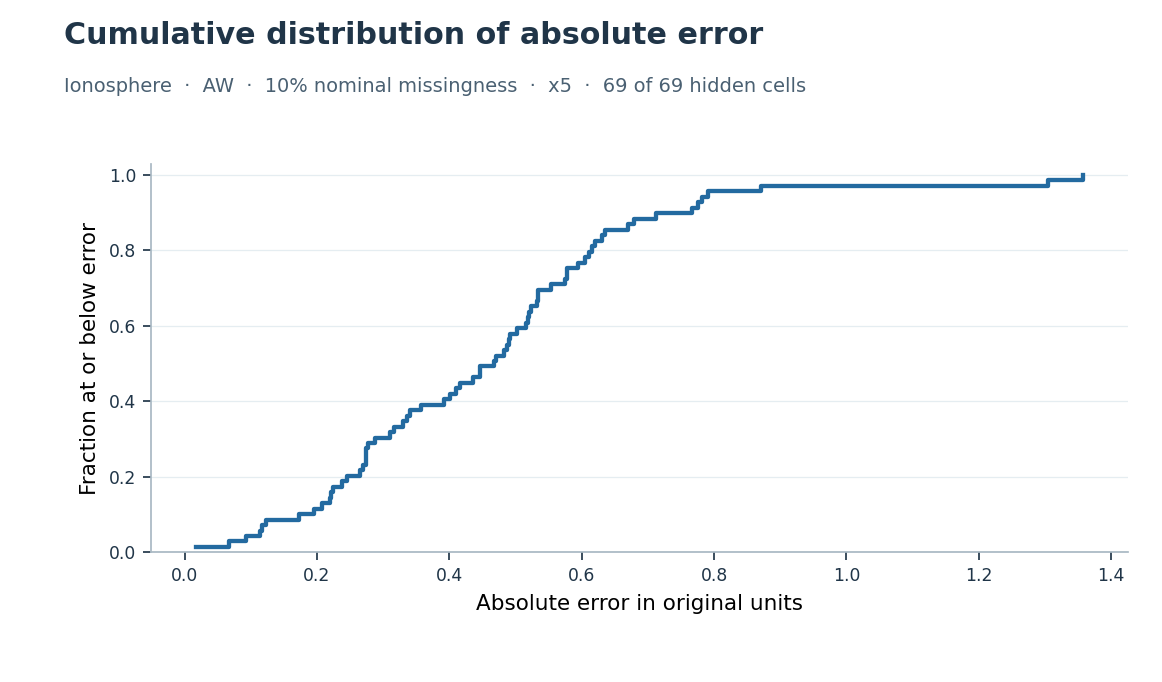 Cumulative distribution of absolute error
Ionosphere · AW · 10% nominal missingness · x5 · 69 of 69 hidden cells
Fraction at or below error
1.0
0.8
0.6
0.4
0.2
0.0
0.0 0.2 0.4 0.6 0.8 1.0 1.2 1.4
Absolute error in original units